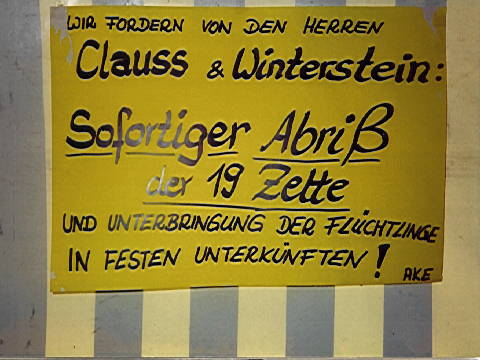 WIR FORDERN VON DEN HERREN
Clauss & Winterstein:
Sofortiger Abriß
der 19 Zelte
UND UNTERBRINGUNG DER FLÜCHTLINGE
IN FESTEN UNTERKÜNFTEN!
AKE